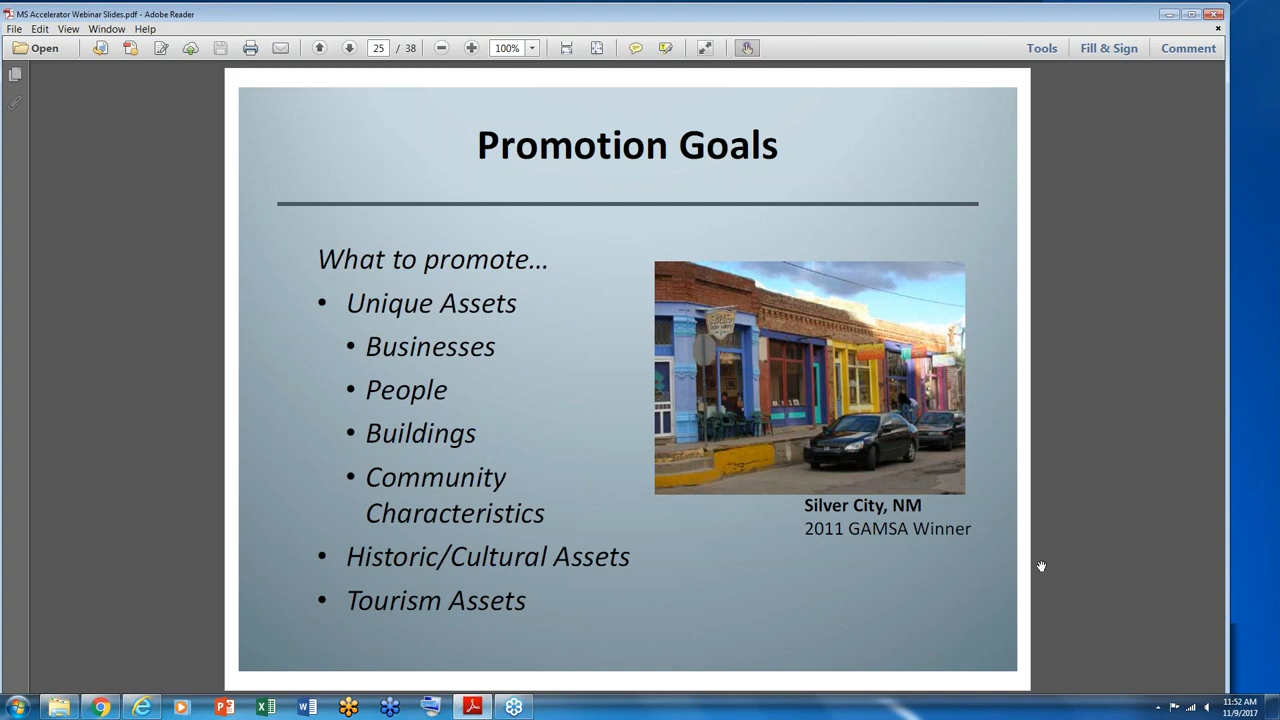 MS Accelerator Webinar Slides.pdf - Adobe Reader
File Edit View Window Help
Open 25 / 38 100% Tools Fill & Sign Comment
Promotion Goals
What to promote...
• Unique Assets
• Businesses
• People
• Buildings
• Community
Characteristics
• Historic/Cultural Assets
• Tourism Assets
Silver City, NM
2011 GAMSA Winner
11:52 AM
11/9/2017